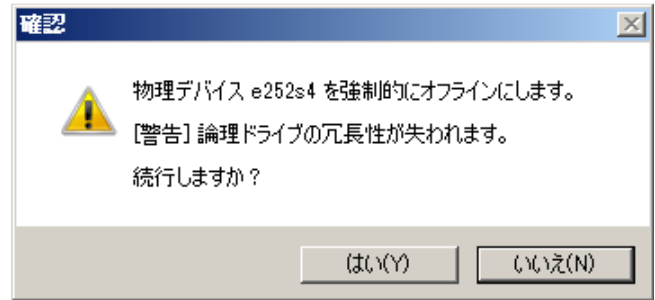 確認
物理デバイス e252s4 を強制的にオフラインにします。
[警告] 論理ドライブの冗長性が失われます。
続行しますか？
はい(Y)
いいえ(N)